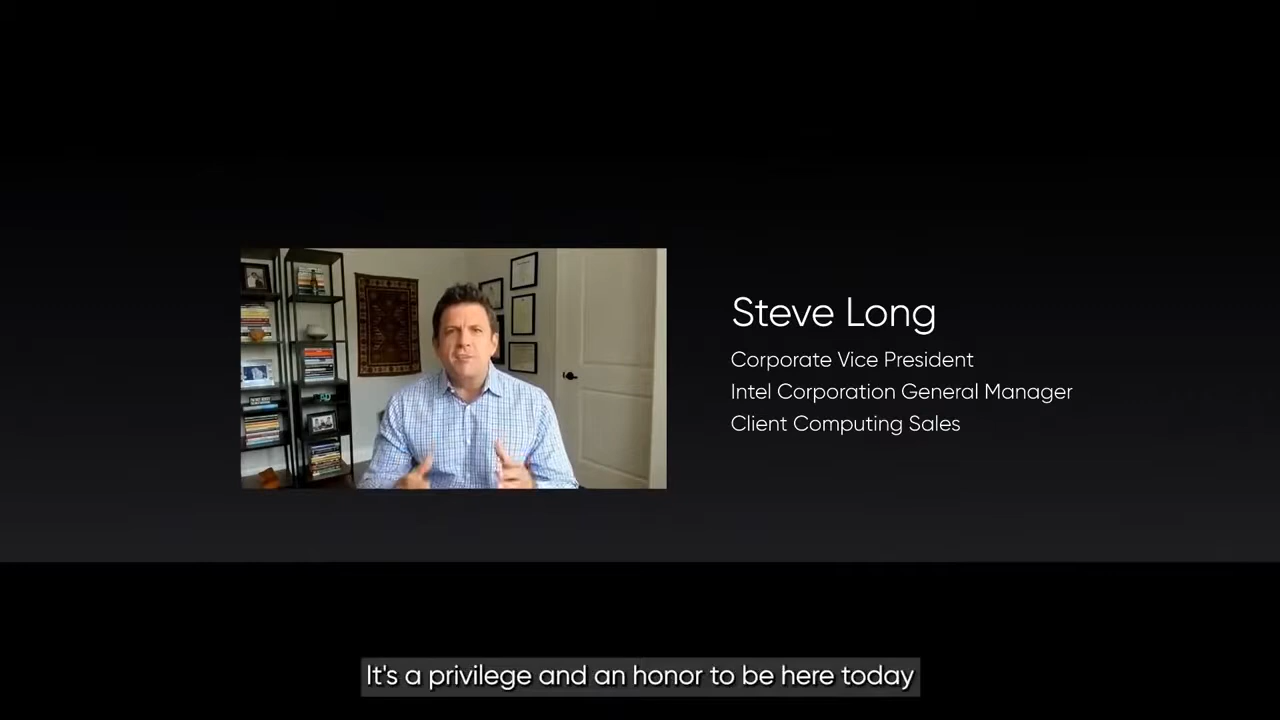 Steve Long
Corporate Vice President
Intel Corporation General Manager
Client Computing Sales
It's a privilege and an honor to be here today